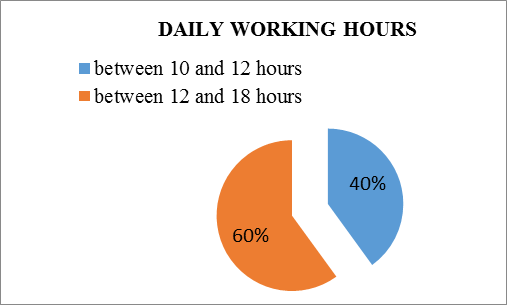 DAILY WORKING HOURS
between 10 and 12 hours
between 12 and 18 hours
40%
60%